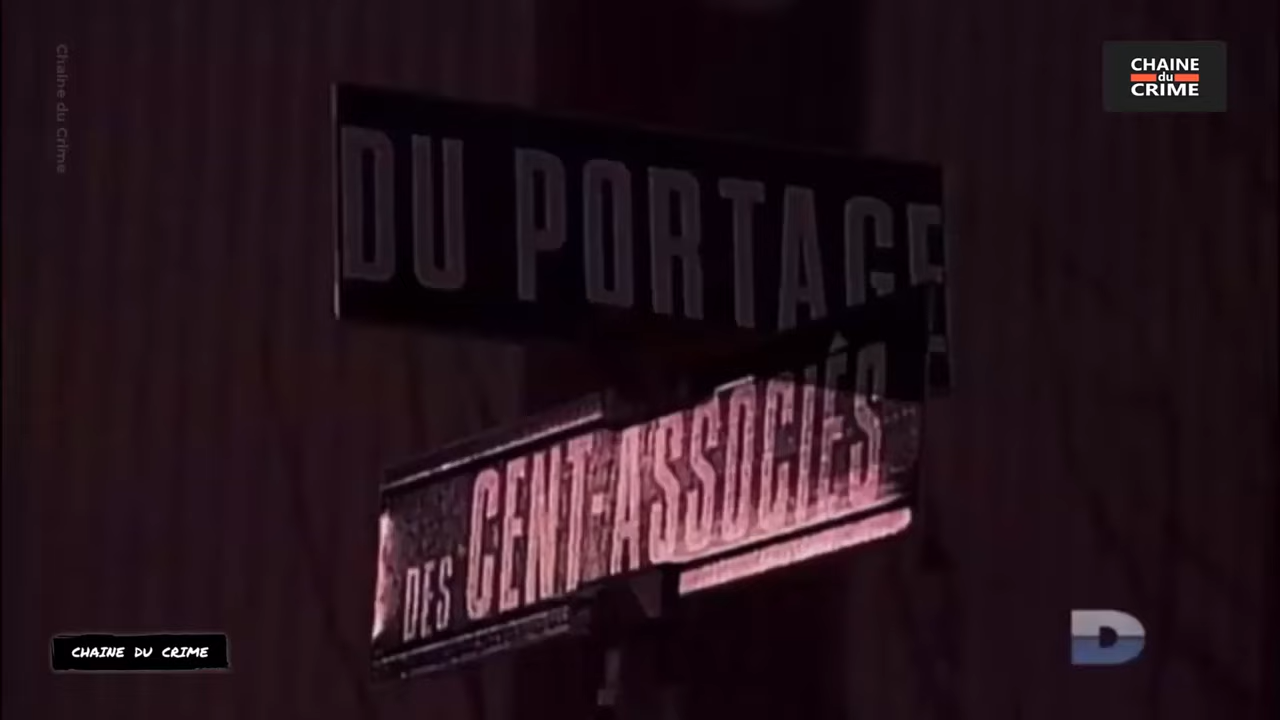 Chaine du Crime
CHAINE
du
CRIME
DU PORTAGE
DES CENT-ASSOCIÉS
CHAINE DU CRIME
D